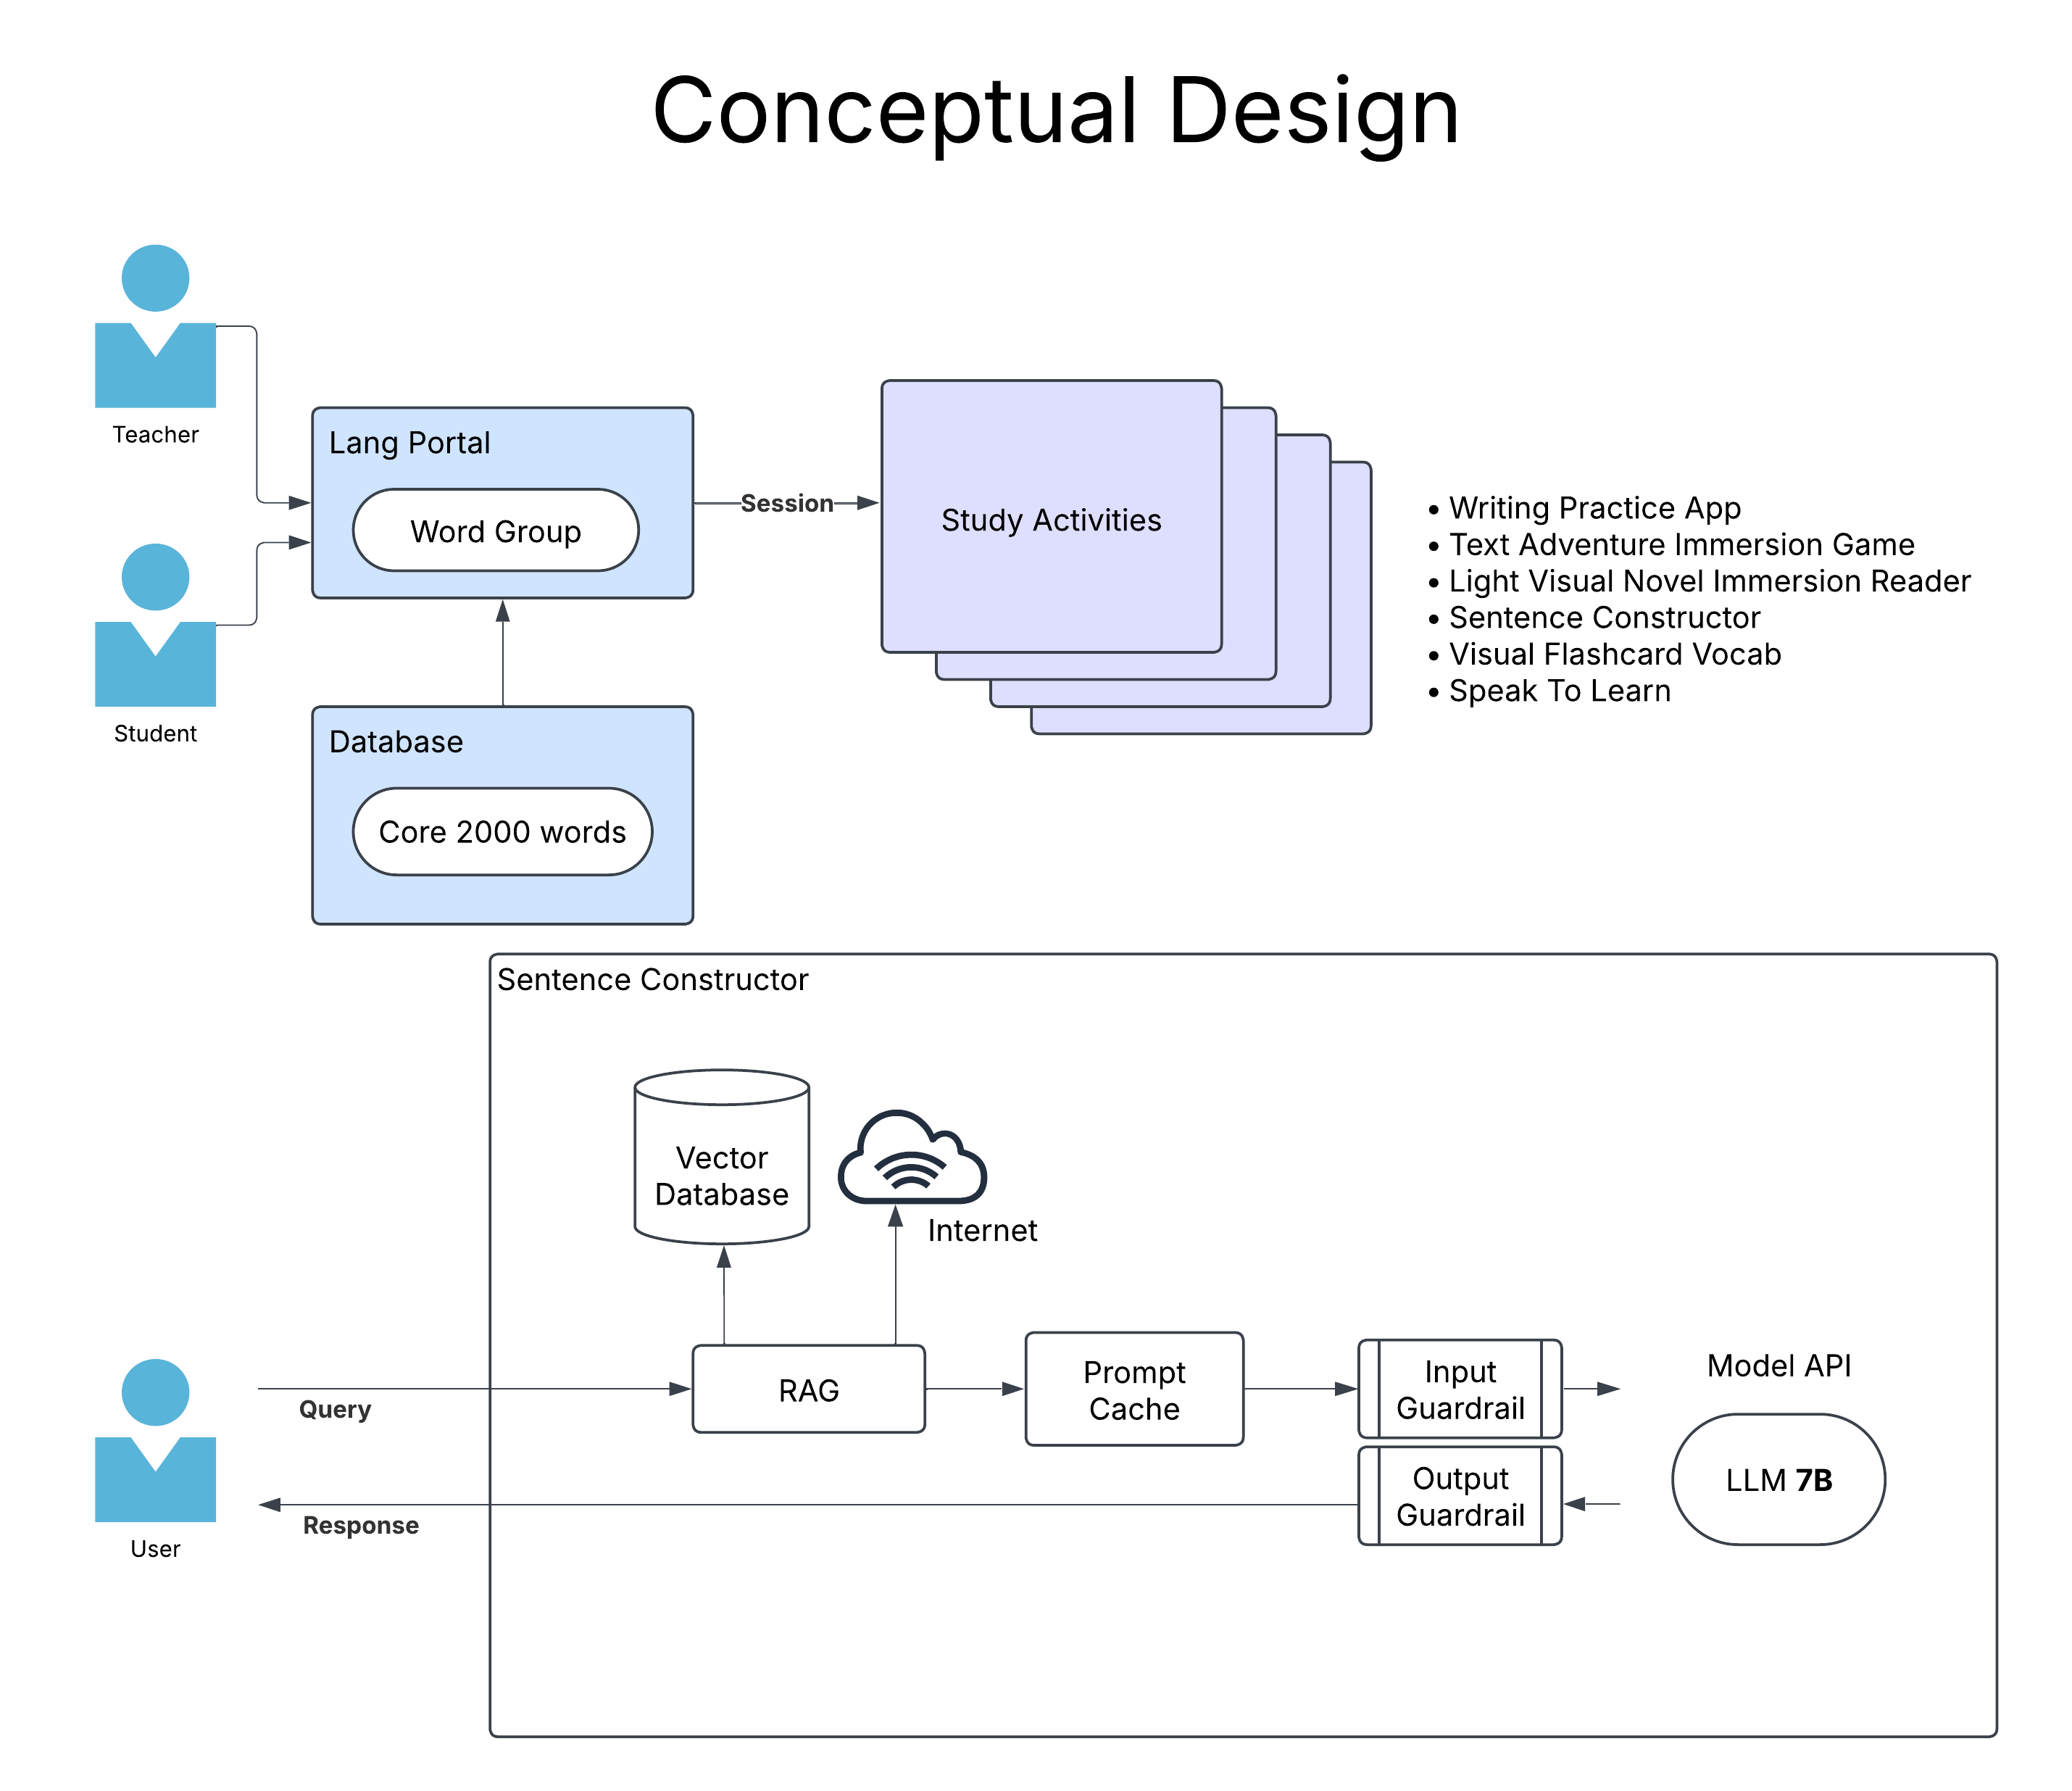 Conceptual Design
Teacher
Lang Portal
Word Group
Session
Study Activities
• Writing Practice App
• Text Adventure Immersion Game
• Light Visual Novel Immersion Reader
• Sentence Constructor
• Visual Flashcard Vocab
• Speak To Learn
Student
Database
Core 2000 words
Sentence Constructor
Vector
Database
Internet
Query
RAG
Prompt
Cache
Input
Guardrail
Model API
LLM 7B
Output
Guardrail
Response
User